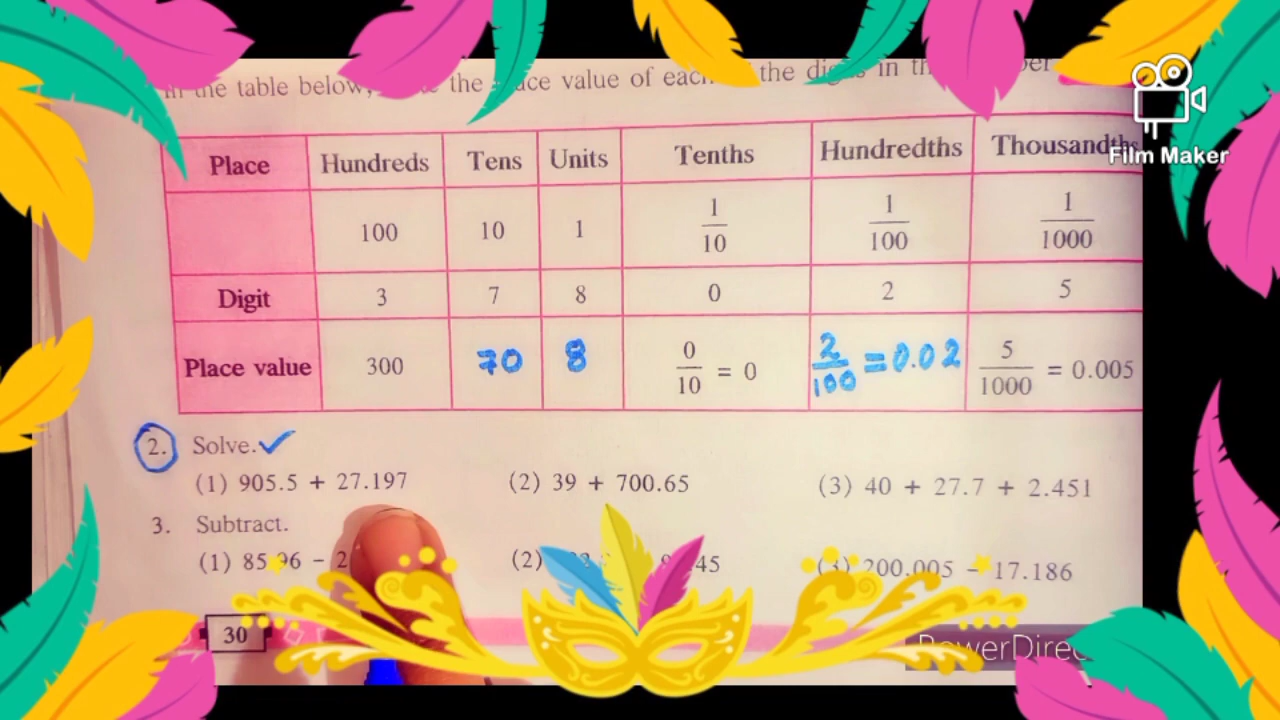 the table below, the value of each the in
Place Hundreds Tens Units Tenths Hundredths Thousandths
100 10 1 1/10 1/100 1/1000
Digit 3 7 8 0 2 5
Place value 300 70 8 0/10 = 0 2/100 = 0.02 5/1000 = 0.005
2. Solve.
(1) 905.5 + 27.197 (2) 39 + 700.65 (3) 40 + 27.7 + 2.451
3. Subtract.
(1) 85.96 - 2 (2) 45 (3) 200.005 - 17.186
30
Film Maker
PowerDirec